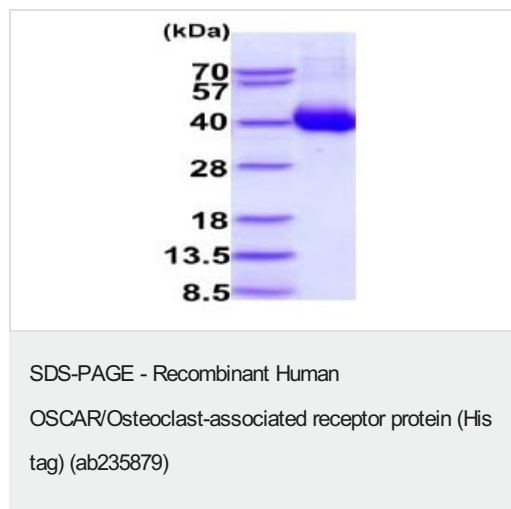 (kDa)
70
57
40
28
18
13.5
8.5
SDS-PAGE - Recombinant Human
OSCAR/Osteoclast-associated receptor protein (His
tag) (ab235879)